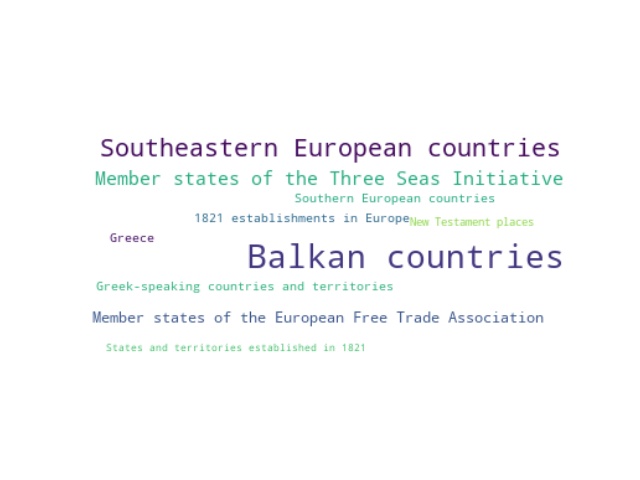 Southeastern European countries
Member states of the Three Seas Initiative
Southern European countries
1821 establishments in Europe
New Testament places
Greece
Balkan countries
Greek-speaking countries and territories
Member states of the European Free Trade Association
States and territories established in 1821